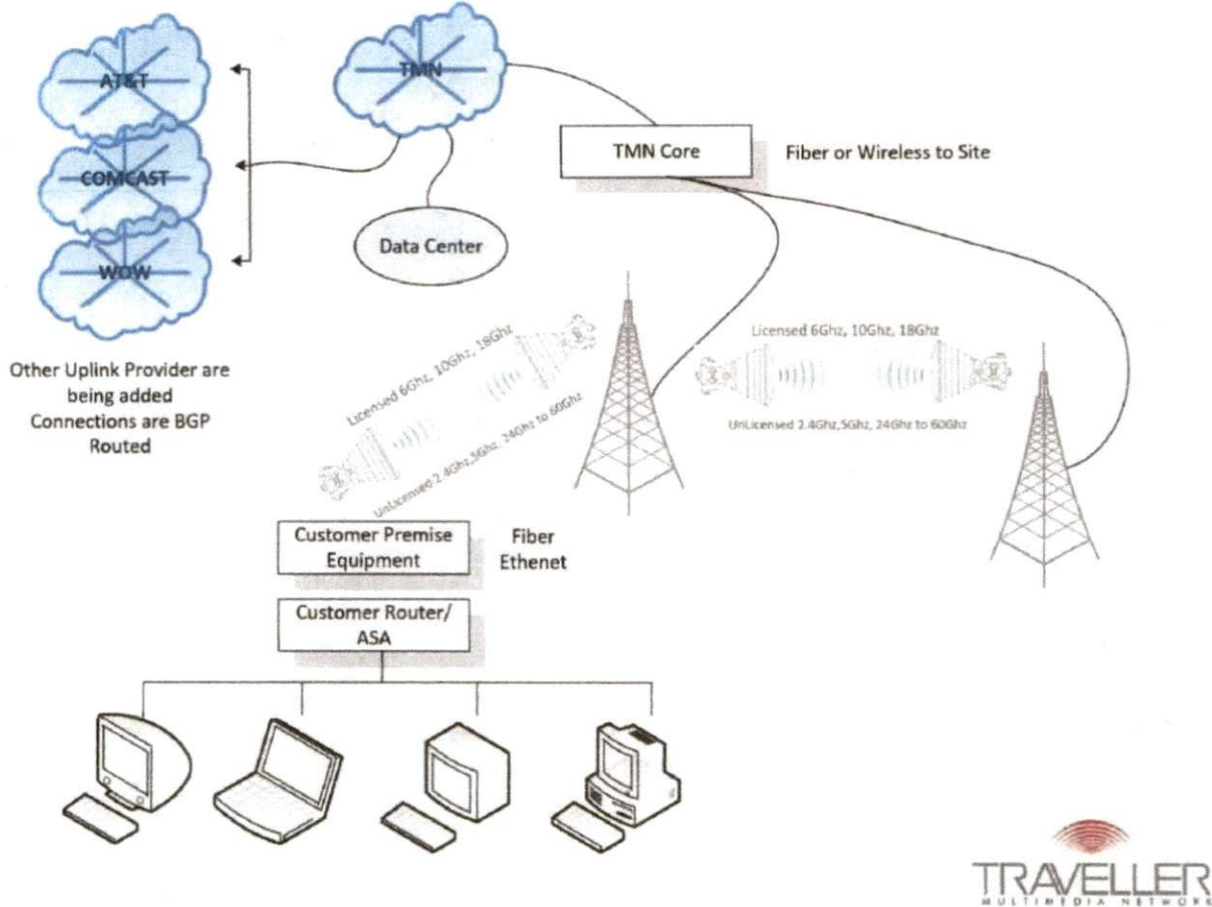 AT&T
TMN
TMN Core
Fiber or Wireless to Site
COMCAST
Data Center
WOW
Other Uplink Provider are
being added
Connections are BGP
Routed
Licensed 6Ghz, 10Ghz, 18Ghz
UnLicensed 2.4Ghz,5Ghz, 24Ghz to 60Ghz
Licensed 6Ghz, 10Ghz, 18Ghz
UnLicensed 2.4Ghz,5Ghz, 24Ghz to 60Ghz
Customer Premise
Equipment
Fiber
Ethenet
Customer Router/
ASA
TRAVELLER
MULTIMEDIA NETWORK